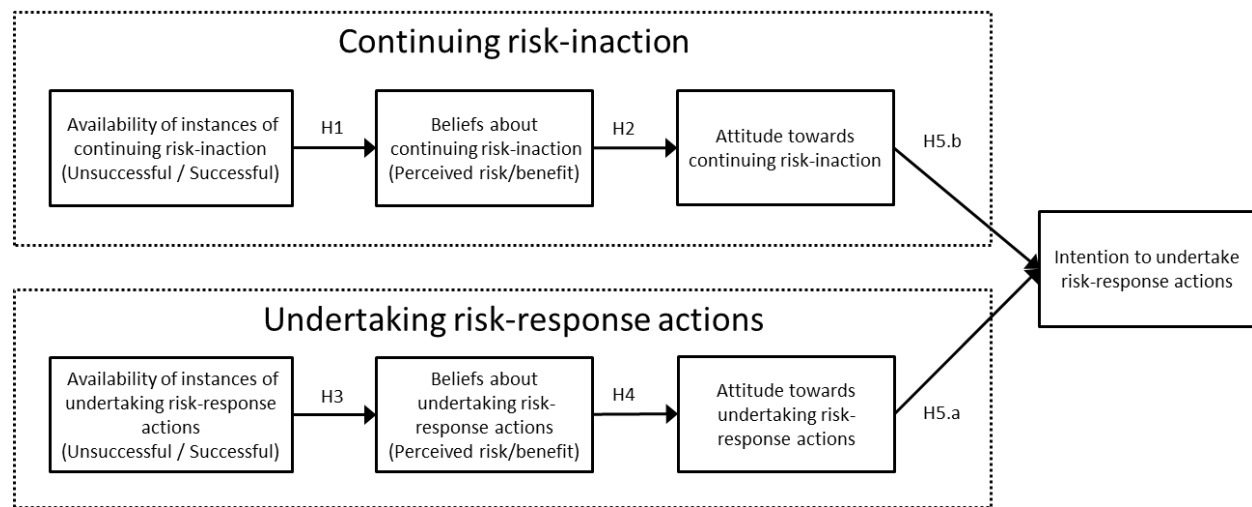 Continuing risk-inaction
Availability of instances of
continuing risk-inaction
(Unsuccessful / Successful)
H1
Beliefs about
continuing risk-inaction
(Perceived risk/benefit)
H2
Attitude towards
continuing risk-inaction
H5.b
Intention to undertake
risk-response actions
Undertaking risk-response actions
Availability of instances of
undertaking risk-response
actions
(Unsuccessful / Successful)
H3
Beliefs about
undertaking risk-
response actions
(Perceived risk/benefit)
H4
Attitude towards
undertaking risk-
response actions
H5.a